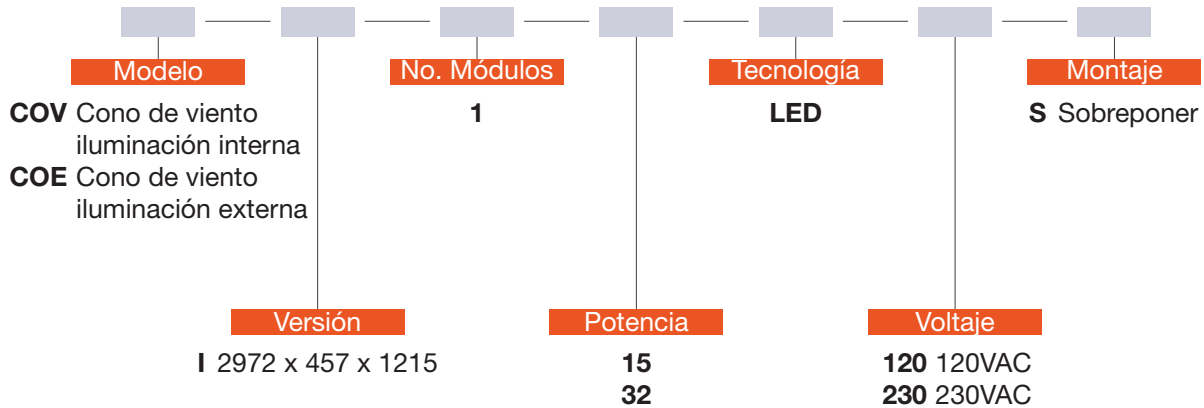 Modelo
No. Módulos
Tecnología
Montaje
COV Cono de viento
iluminación interna
COE Cono de viento
iluminación externa
1
LED
S Sobreponer
Versión
Potencia
Voltaje
I 2972 x 457 x 1215
15
32
120 120VAC
230 230VAC